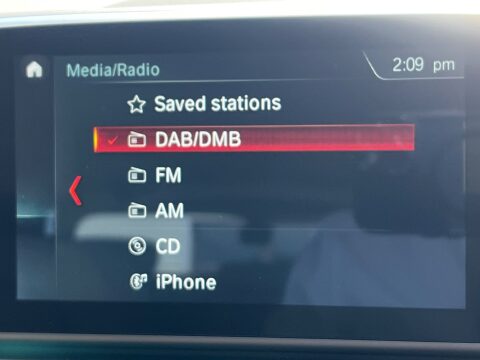 Media/Radio
2:09 pm
Saved stations
DAB/DMB
FM
AM
CD
iPhone